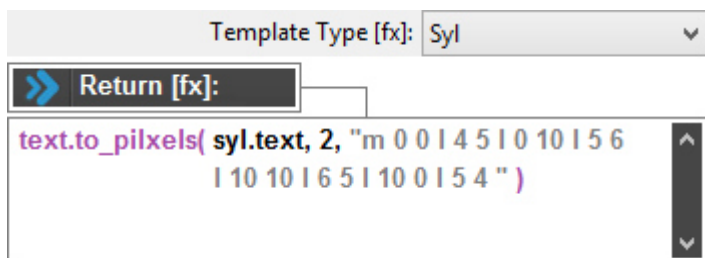 Template Type [fx]: Syl
Return [fx]:
text.to_pilxels( syl.text, 2, "m 0 0 l 4 5 l 0 10 l 5 6
l 10 10 l 6 5 l 10 0 l 5 4 " )